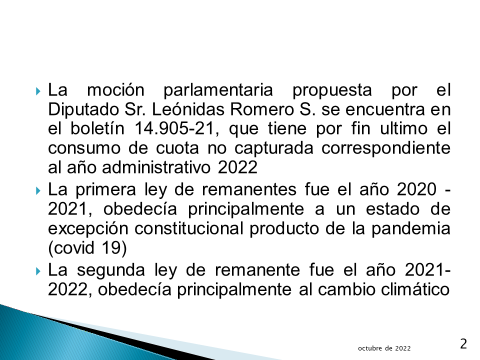 La moción parlamentaria propuesta por el
Diputado Sr. Leónidas Romero S. se encuentra en
el boletín 14.905-21, que tiene por fin ultimo el
consumo de cuota no capturada correspondiente
al año administrativo 2022
La primera ley de remanentes fue el año 2020 -
2021, obedecía principalmente a un estado de
excepción constitucional producto de la pandemia
(covid 19)
La segunda ley de remanente fue el año 2021-
2022, obedecía principalmente al cambio climático
octubre de 2022
2